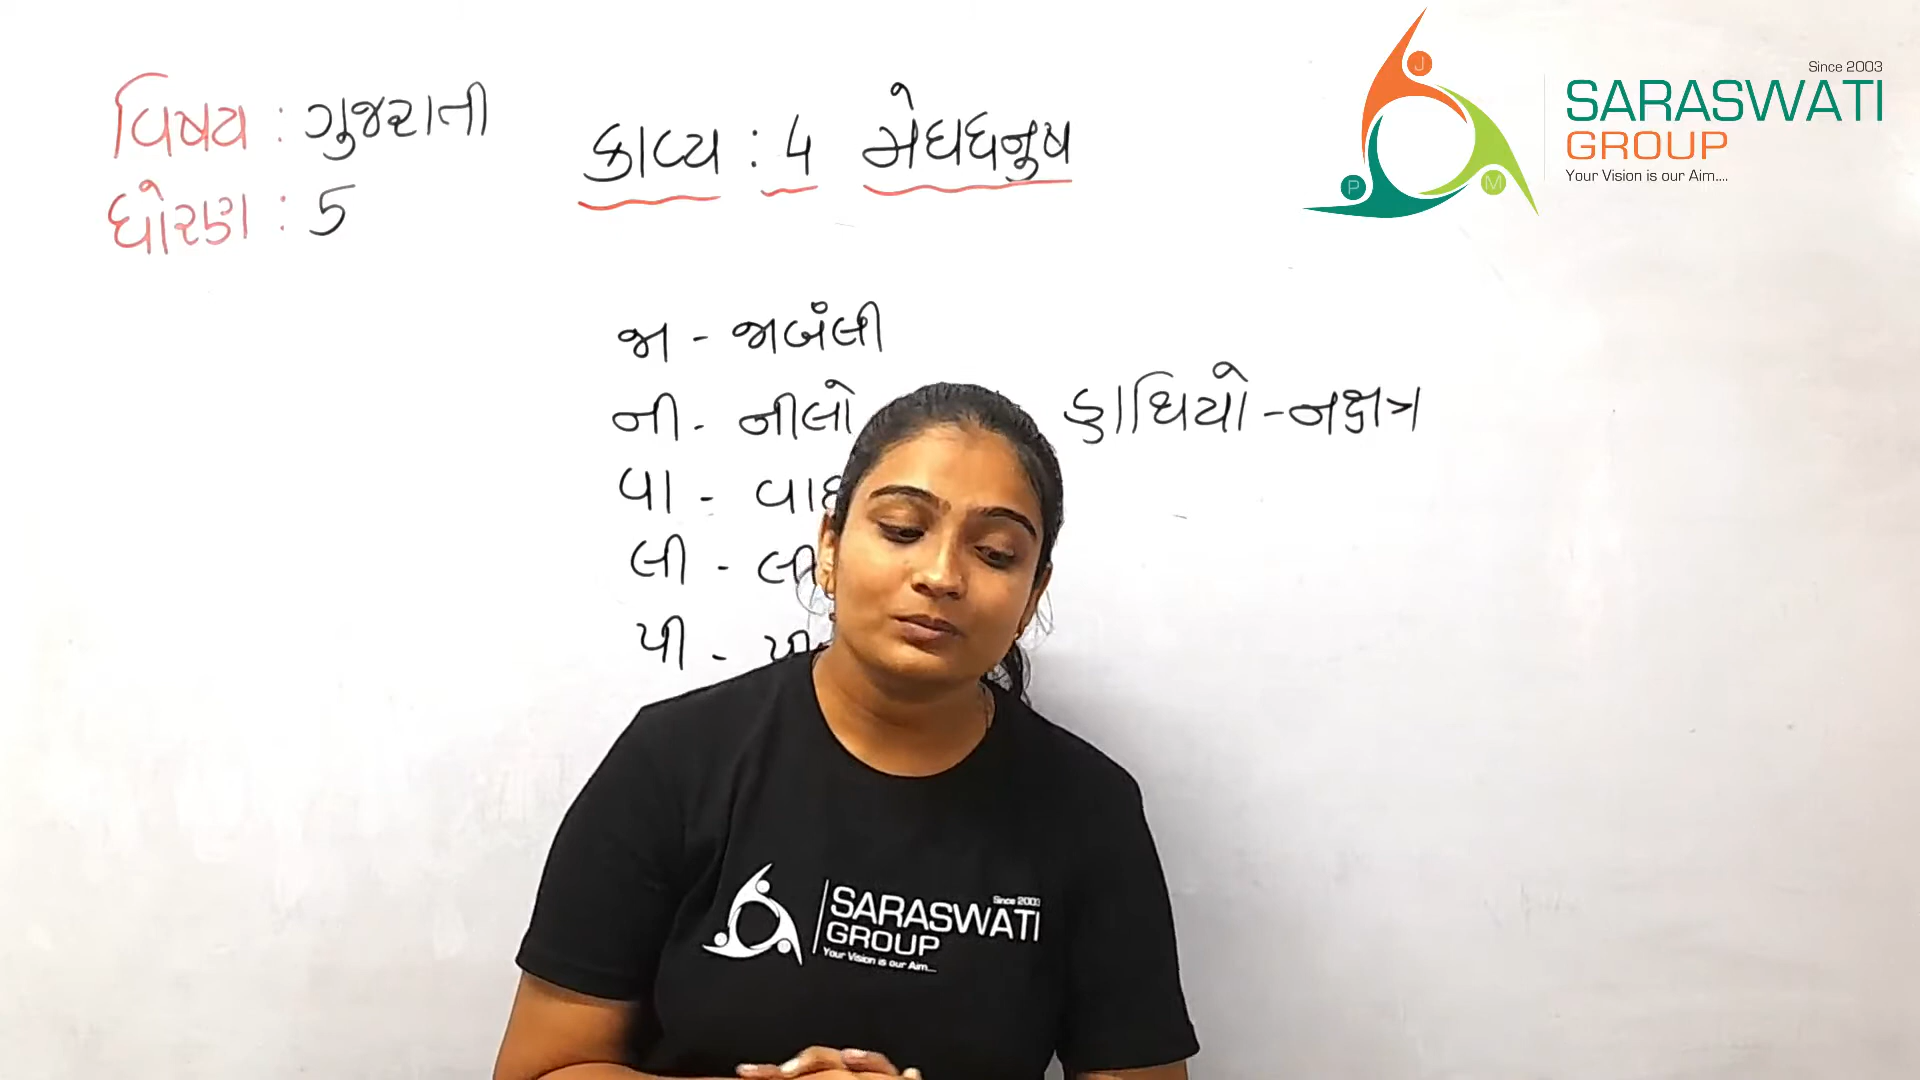 વિષય : ગુજરાતી
ધોરણ : 5
કાવ્ય : 4 મેઘધનુષ
જા - જાબંલી
ની - નીલો
હાથિયો - નક્ષત્ર
વા -
લી -
પી -
Since 2003
SARASWATI
GROUP
Your Vision is our Aim....
J
P
M
Since 2003
SARASWATI
GROUP
Your Vision is our Aim...